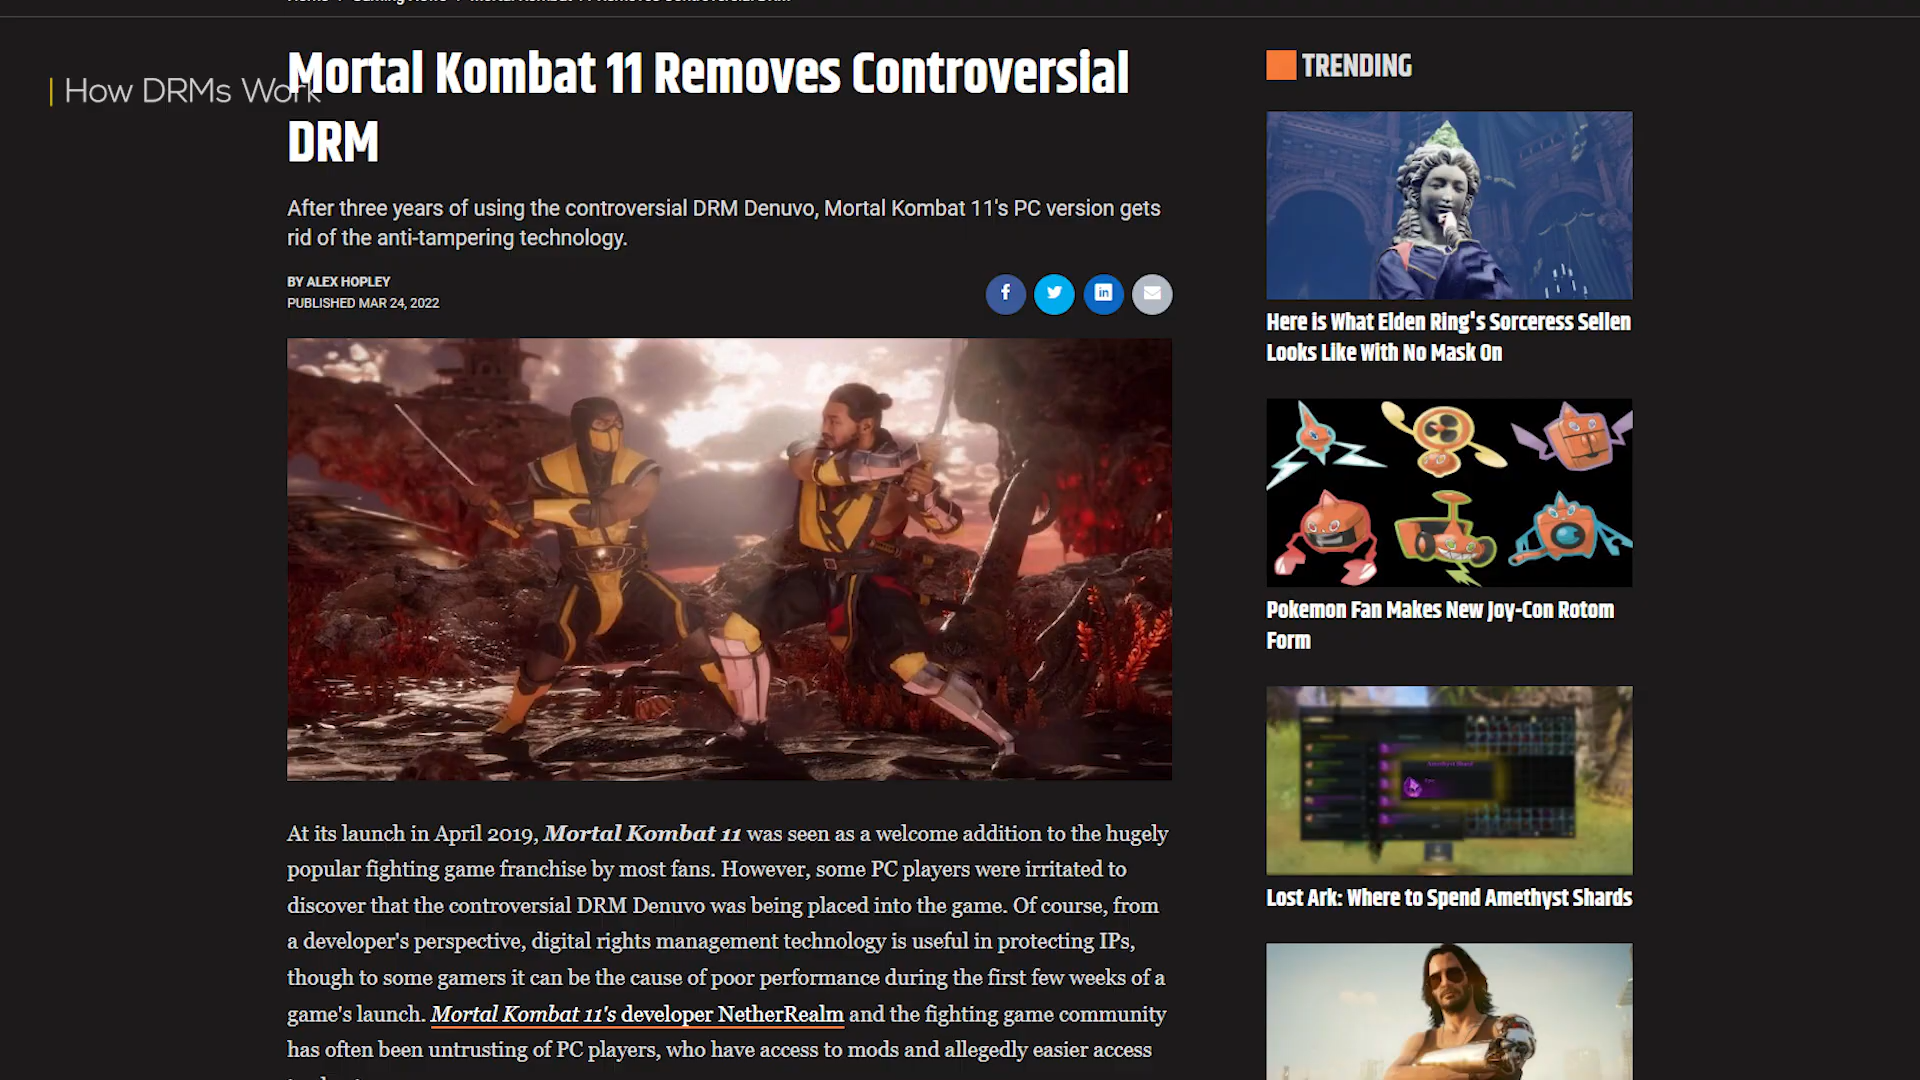 Mortal Kombat 11 Removes Controversial
DRM
| How DRMs Work
After three years of using the controversial DRM Denuvo, Mortal Kombat 11's PC version gets
rid of the anti-tampering technology.
BY ALEX HOPLEY
PUBLISHED MAR 24, 2022
At its launch in April 2019, Mortal Kombat 11 was seen as a welcome addition to the hugely
popular fighting game franchise by most fans. However, some PC players were irritated to
discover that the controversial DRM Denuvo was being placed into the game. Of course, from
a developer's perspective, digital rights management technology is useful in protecting IPs,
though to some gamers it can be the cause of poor performance during the first few weeks of a
game's launch. Mortal Kombat 11's developer NetherRealm and the fighting game community
has often been untrusting of PC players, who have access to mods and allegedly easier access
TRENDING
Here is What Elden Ring's Sorceress Sellen
Looks Like With No Mask On
Pokemon Fan Makes New Joy-Con Rotom
Form
Amethyst Shard
Lost Ark: Where to Spend Amethyst Shards